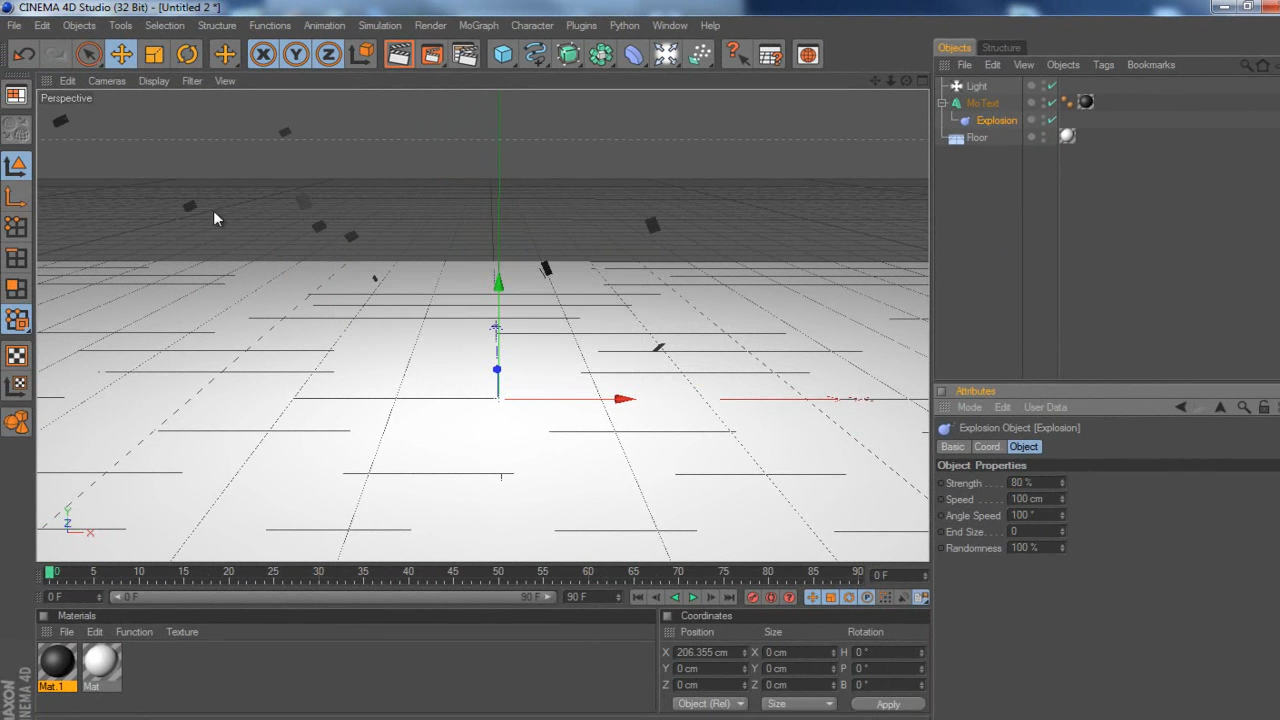 CINEMA 4D Studio (32 Bit) - [Untitled 2 *]
File Edit Objects Tools Selection Structure Functions Animation Simulation Render MoGraph Character Plugins Python Window Help
Edit Cameras Display Filter View
Perspective
Y
Z X
0 5 10 15 20 25 30 35 40 45 50 55 60 65 70 75 80 85 90 0 F
0 F 0 F 90 F 90 F
Materials
File Edit Function Texture
Mat.1 Mat
MAXON CINEMA 4D
Coordinates
Position Size Rotation
X 206.355 cm X 0 cm H 0 °
Y 0 cm Y 0 cm P 0 °
Z 0 cm Z 0 cm B 0 °
Object (Rel) Size Apply
Objects Structure
File Edit View Objects Tags Bookmarks
Light
MoText
Explosion
Floor
Attributes
Mode Edit User Data
Explosion Object [Explosion]
Basic Coord. Object
Object Properties
Strength . . . . 80 %
Speed . . . . . 100 cm
Angle Speed 100 °
End Size. . . . 0
Randomness 100 %